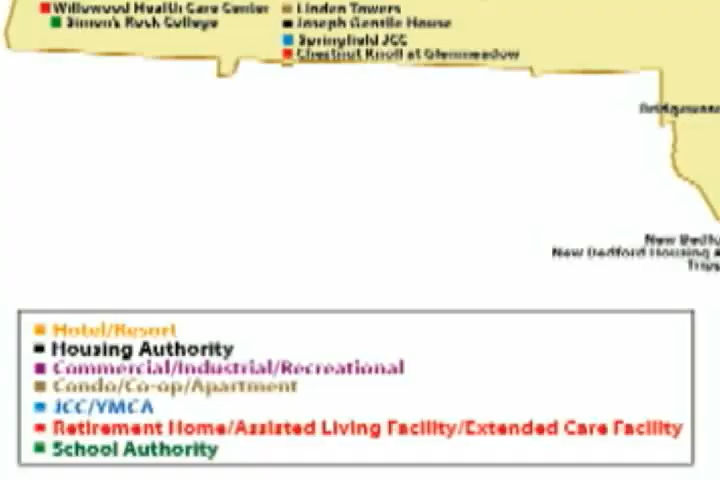 Willowood Health Care Center
Simon's Rock College
Linden Towers
Joseph Gentile House
Springfield JCC
Chestnut Knoll at Glenmeadow
Bridgewater
New Bedfo
New Bedford Housing
Hotel/Resort
Housing Authority
Commercial/Industrial/Recreational
Condo/Co-op/Apartment
JCC/YMCA
Retirement Home/Assisted Living Facility/Extended Care Facility
School Authority